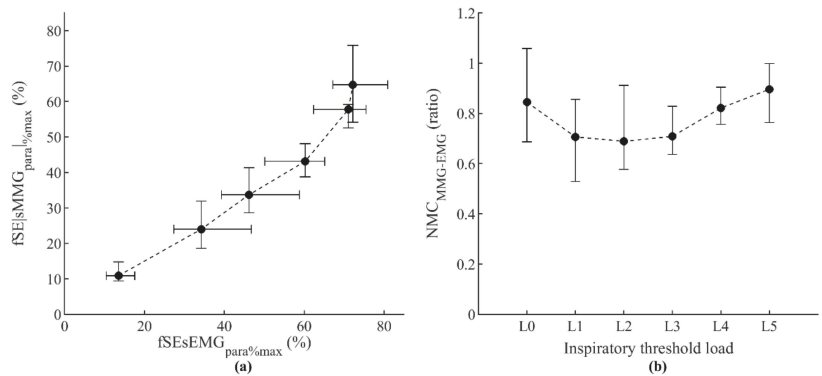 80
70
60
50
40
30
20
10
0
fSE|sMMG_para|_%max (%)
0 20 40 60 80
fSEsEMG_para%max (%)
(a)
1.2
1
0.8
0.6
0.4
0.2
0
NMC_MMG-EMG (ratio)
L0 L1 L2 L3 L4 L5
Inspiratory threshold load
(b)